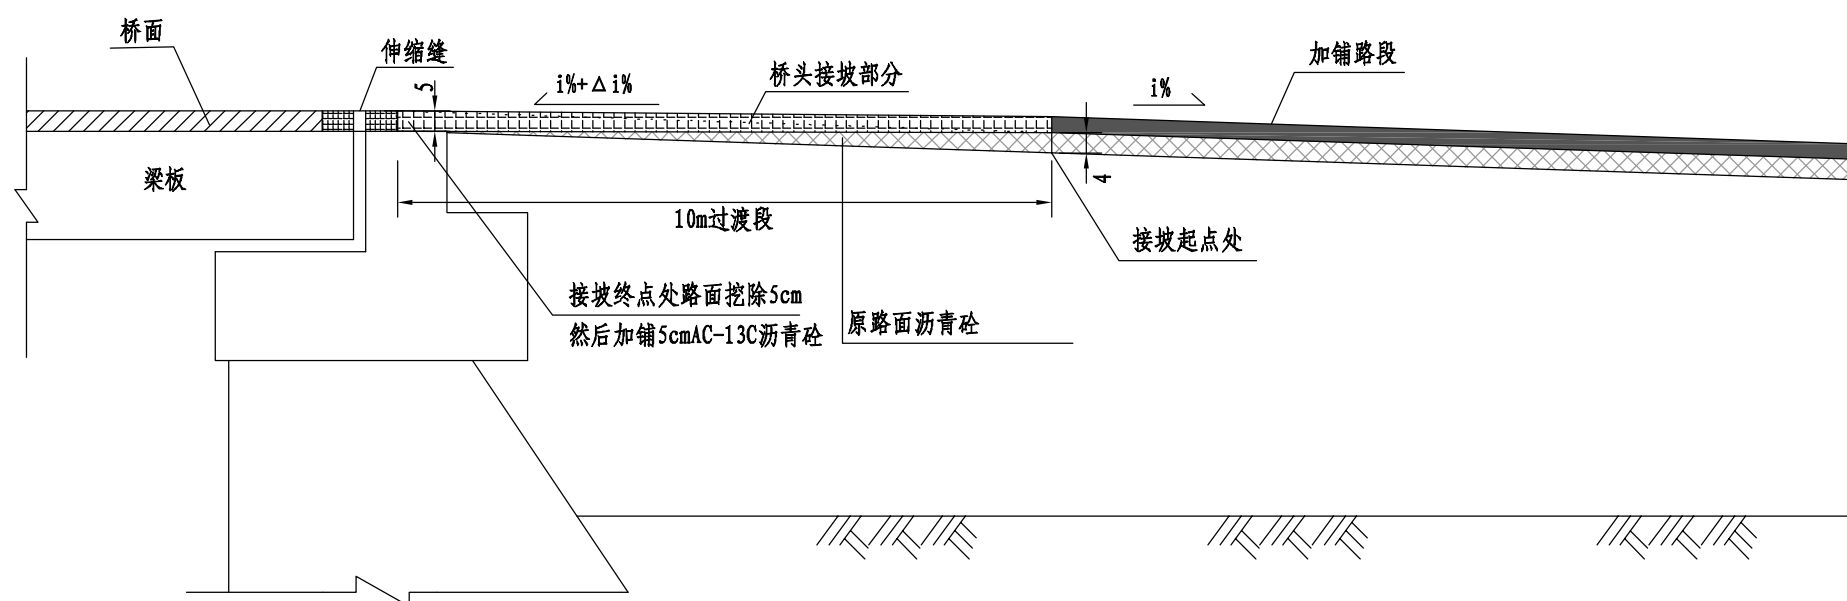 桥面
伸缩缝
加铺路段
5
i%+Δi%
桥头接坡部分
i%
梁板
4
10m过渡段
接坡起点处
接坡终点处路面挖除5cm
然后加铺5cmAC-13C沥青砼
原路面沥青砼